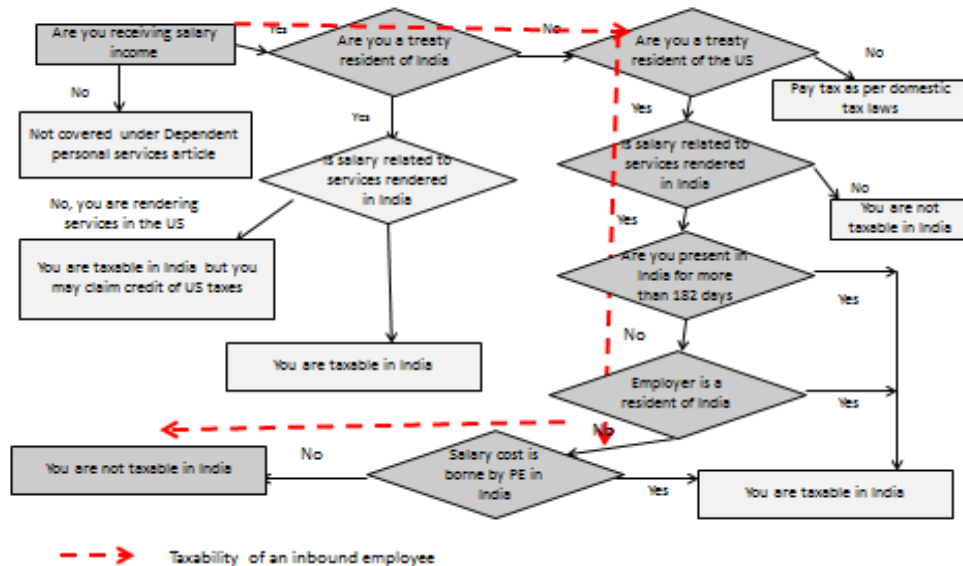 Are you receiving salary
income
Yes
Are you a treaty
resident of India
No
Are you a treaty
resident of the US
No
Pay tax as per domestic
tax laws
No
Not covered under Dependent
personal services article
Yes
Yes
Is salary related to
services rendered
in India
Is salary related to
services rendered
in India
No
You are not
taxable in India
No, you are rendering
services in the US
Yes
You are taxable in India but you
may claim credit of US taxes
Are you present in
India for more
than 182 days
Yes
No
You are taxable in India
Employer is a
resident of India
Yes
No
You are not taxable in India
No
Salary cost is
borne by PE in
India
Yes
You are taxable in India
Taxability of an inbound employee